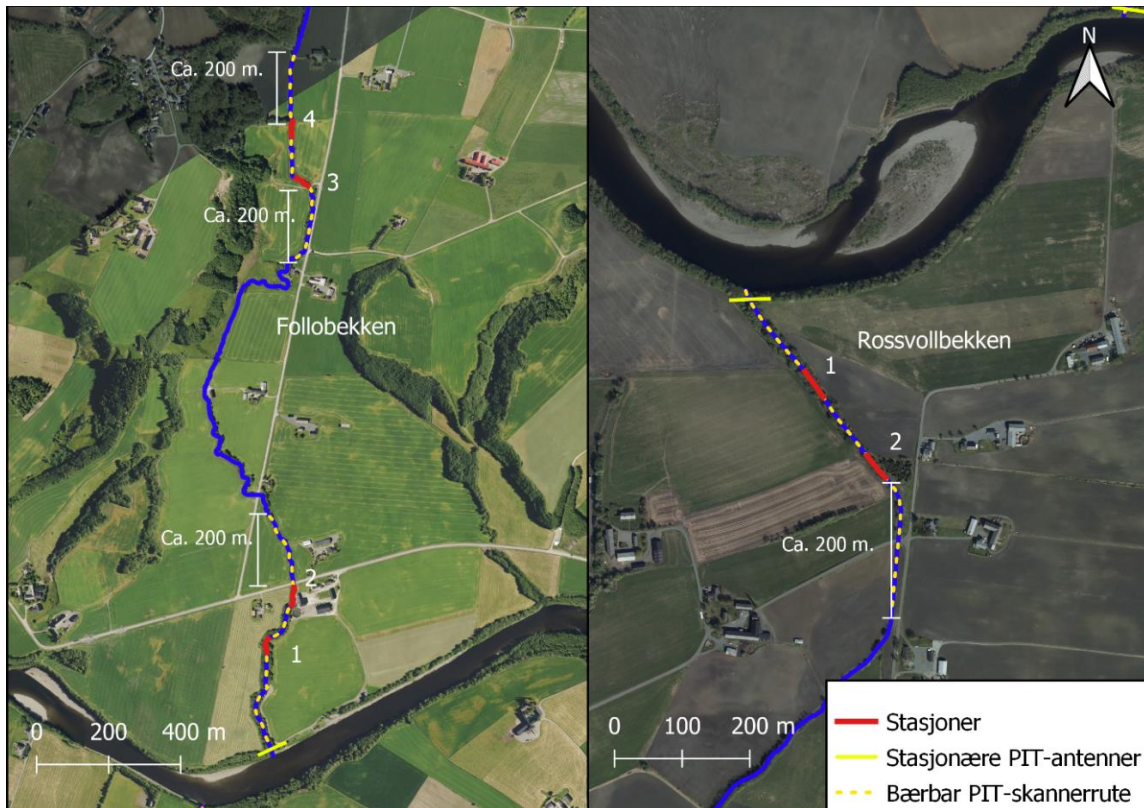 Ca. 200 m.
4
3
Ca. 200 m.
Follobekken
Ca. 200 m.
2
1
0 200 400 m
N
Rossvollbekken
1
2
Ca. 200 m.
0 100 200 m
Stasjoner
Stasjonære PIT-antenner
Bærbar PIT-skannerrute